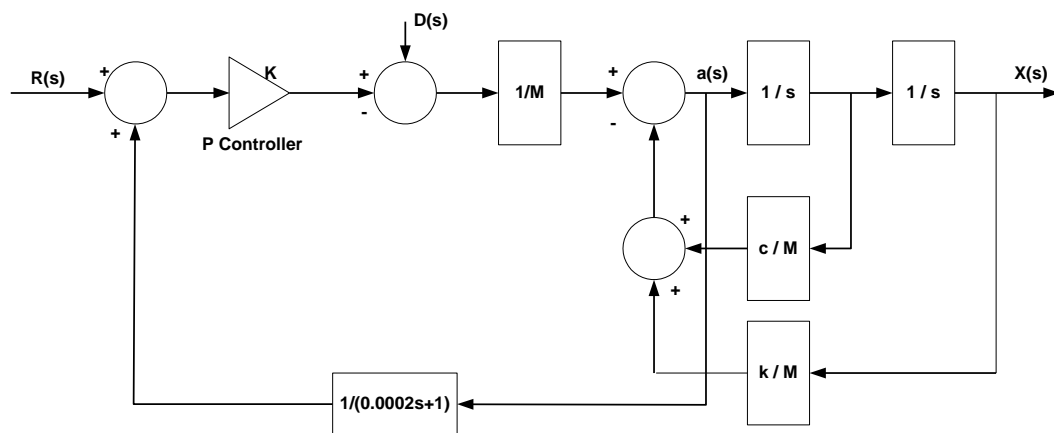 D(s)
R(s)
+
K
+
-
1/M
+
-
a(s)
1 / s
1 / s
X(s)
+
P Controller
+
c / M
+
k / M
1/(0.0002s+1)